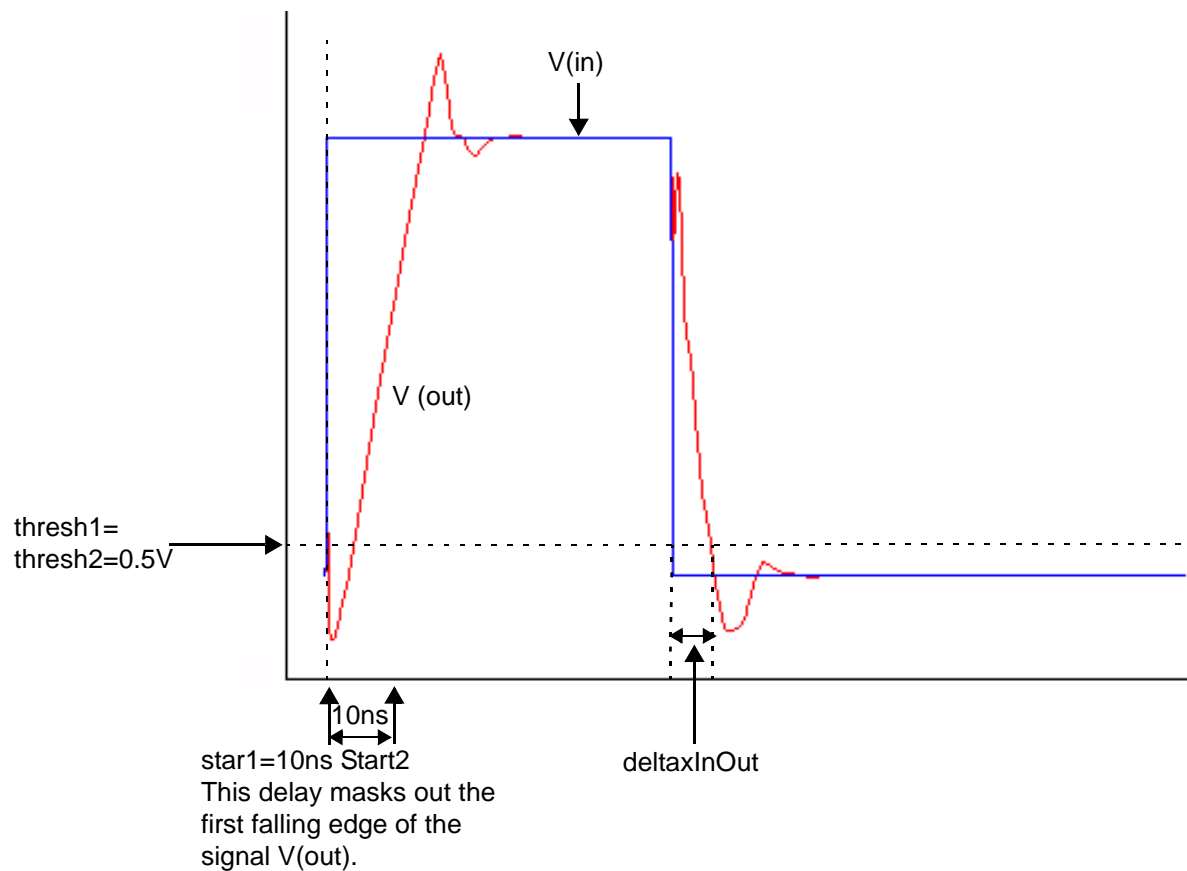 V(in)
V (out)
thresh1=
thresh2=0.5V
10ns
star1=10ns Start2
deltaxInOut
This delay masks out the
first falling edge of the
signal V(out).